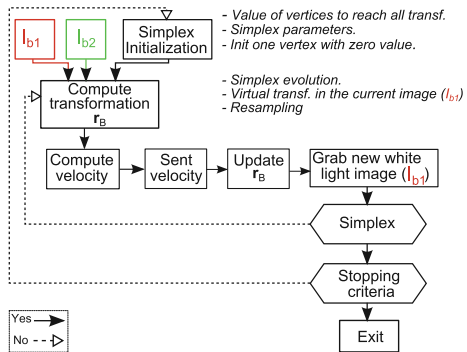 I_b1
I_b2
Simplex
Initialization
- Value of vertices to reach all transf.
- Simplex parameters.
- Init one vertex with zero value.
Compute
transformation
r_B
- Simplex evolution.
- Virtual transf. in the current image (I_b1)
- Resampling
Compute
velocity
Sent
velocity
Update
r_B
Grab new white
light image (I_b1)
Simplex
Stopping
criteria
Exit
Yes
No